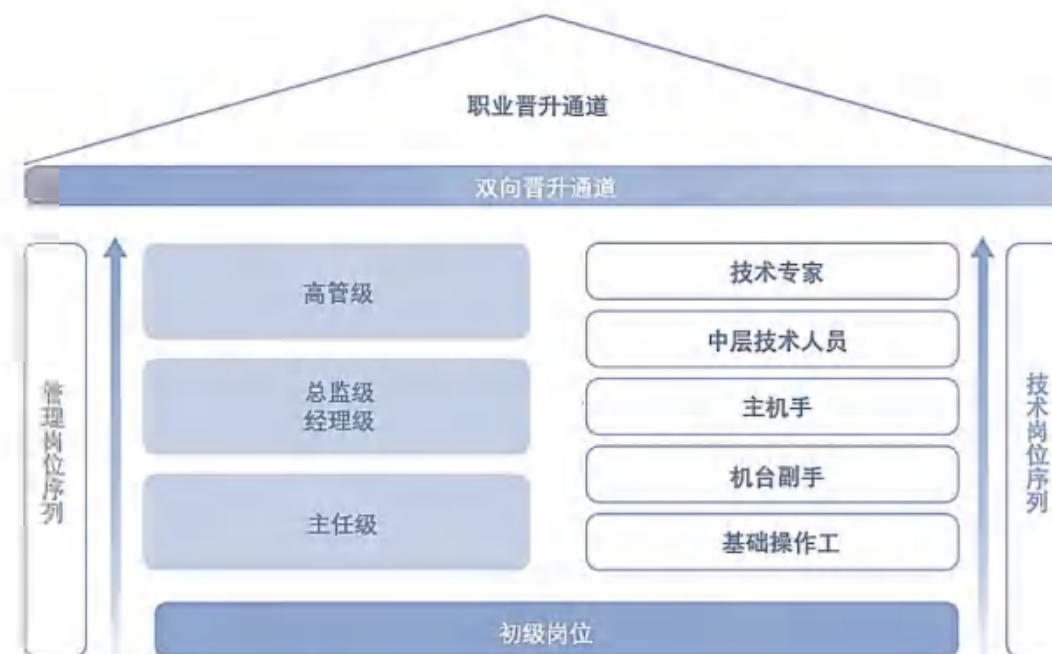 职业晋升通道
双向晋升通道
管理岗位序列
高管级
总监级
经理级
主任级
技术专家
中层技术人员
主机手
机台副手
基础操作工
技术岗位序列
初级岗位